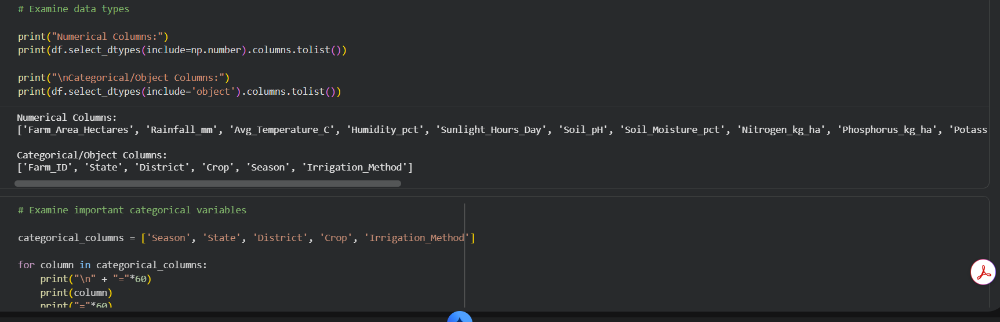 # Examine data types
print("Numerical Columns:")
print(df.select_dtypes(include=np.number).columns.tolist())
print("\nCategorical/Object Columns:")
print(df.select_dtypes(include='object').columns.tolist())
Numerical Columns:
['Farm_Area_Hectares', 'Rainfall_mm', 'Avg_Temperature_C', 'Humidity_pct', 'Sunlight_Hours_Day', 'Soil_pH', 'Soil_Moisture_pct', 'Nitrogen_kg_ha', 'Phosphorus_kg_ha', 'Potass
Categorical/Object Columns:
['Farm_ID', 'State', 'District', 'Crop', 'Season', 'Irrigation_Method']
# Examine important categorical variables
categorical_columns = ['Season', 'State', 'District', 'Crop', 'Irrigation_Method']
for column in categorical_columns:
    print("\n" + "="*60)
    print(column)
    print("="*60)